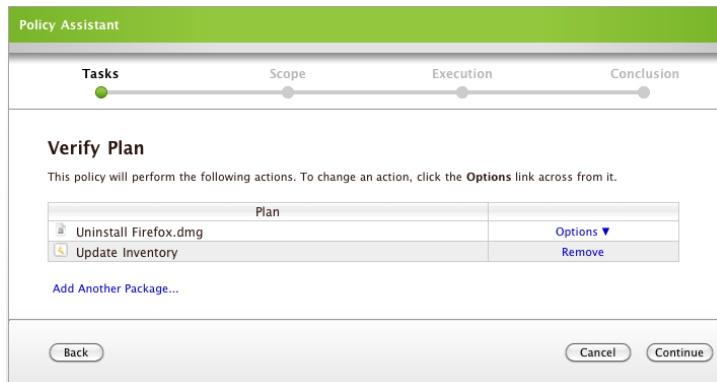 Policy Assistant
Tasks Scope Execution Conclusion
Verify Plan
This policy will perform the following actions. To change an action, click the Options link across from it.
Plan
Uninstall Firefox.dmg Options ▼
Update Inventory Remove
Add Another Package...
Back Cancel Continue